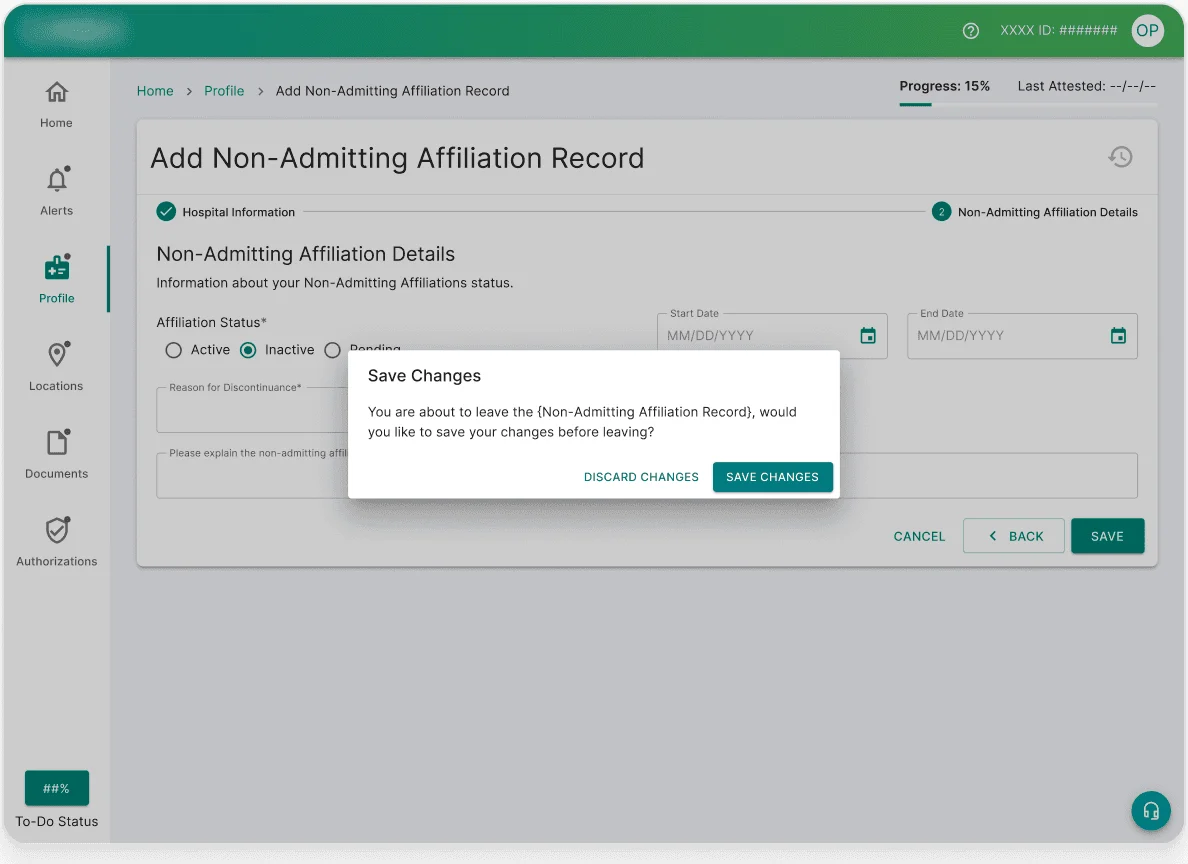 XXXX ID: #######
OP
Home
Alerts
Profile
Locations
Documents
Authorizations
##%
To-Do Status
Home > Profile > Add Non-Admitting Affiliation Record
Progress: 15%
Last Attested: --/--/--
Add Non-Admitting Affiliation Record
Hospital Information
2 Non-Admitting Affiliation Details
Non-Admitting Affiliation Details
Information about your Non-Admitting Affiliations status.
Affiliation Status*
Active Inactive Pending
Start Date
MM/DD/YYYY
End Date
MM/DD/YYYY
Reason for Discontinuance*
Please explain the non-admitting affil
Save Changes
You are about to leave the {Non-Admitting Affiliation Record}, would
you like to save your changes before leaving?
DISCARD CHANGES
SAVE CHANGES
CANCEL
BACK
SAVE